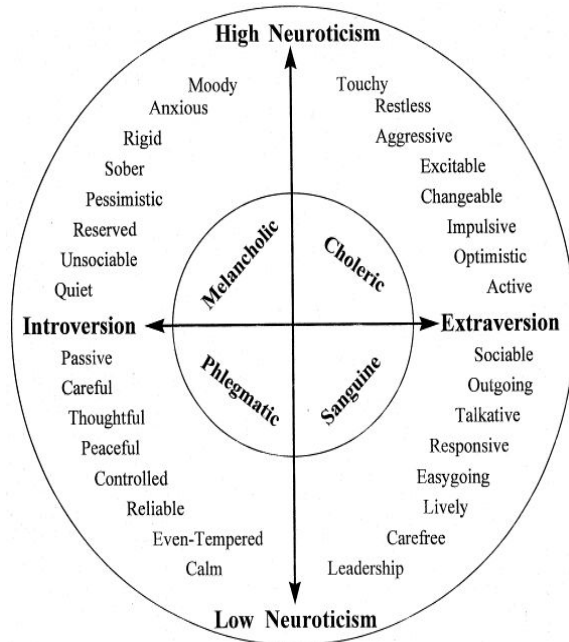 High Neuroticism
Moody
Anxious
Rigid
Sober
Pessimistic
Reserved
Unsociable
Quiet
Touchy
Restless
Aggressive
Excitable
Changeable
Impulsive
Optimistic
Active
Melancholic
Choleric
Introversion
Extraversion
Phlegmatic
Sanguine
Passive
Careful
Thoughtful
Peaceful
Controlled
Reliable
Even-Tempered
Calm
Sociable
Outgoing
Talkative
Responsive
Easygoing
Lively
Carefree
Leadership
Low Neuroticism